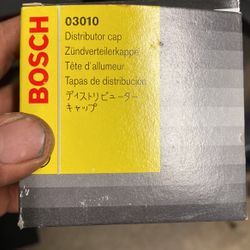 BOSCH
03010
Distributor cap
Zündverteilerkappe
Tête d'allumeur
Tapas de distribución
ディストリビューター
キャップ